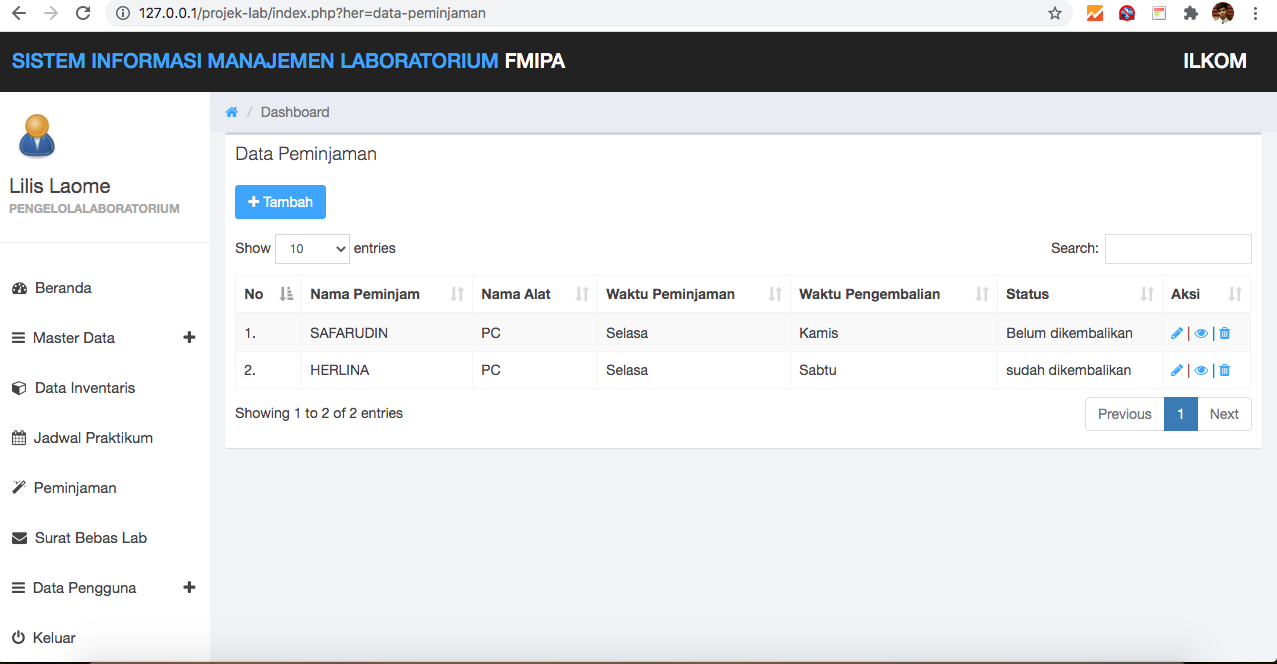 127.0.0.1/projek-lab/index.php?her=data-peminjaman
SISTEM INFORMASI MANAJEMEN LABORATORIUM FMIPA
ILKOM
/ Dashboard
Lilis Laome
PENGELOLALABORATORIUM
Beranda
Master Data
Data Inventaris
Jadwal Praktikum
Peminjaman
Surat Bebas Lab
Data Pengguna
Keluar
Data Peminjaman
Tambah
Show 10 entries
Search:
No Nama Peminjam Nama Alat Waktu Peminjaman Waktu Pengembalian Status Aksi
1. SAFARUDIN PC Selasa Kamis Belum dikembalikan | |
2. HERLINA PC Selasa Sabtu sudah dikembalikan | |
Showing 1 to 2 of 2 entries
Previous 1 Next